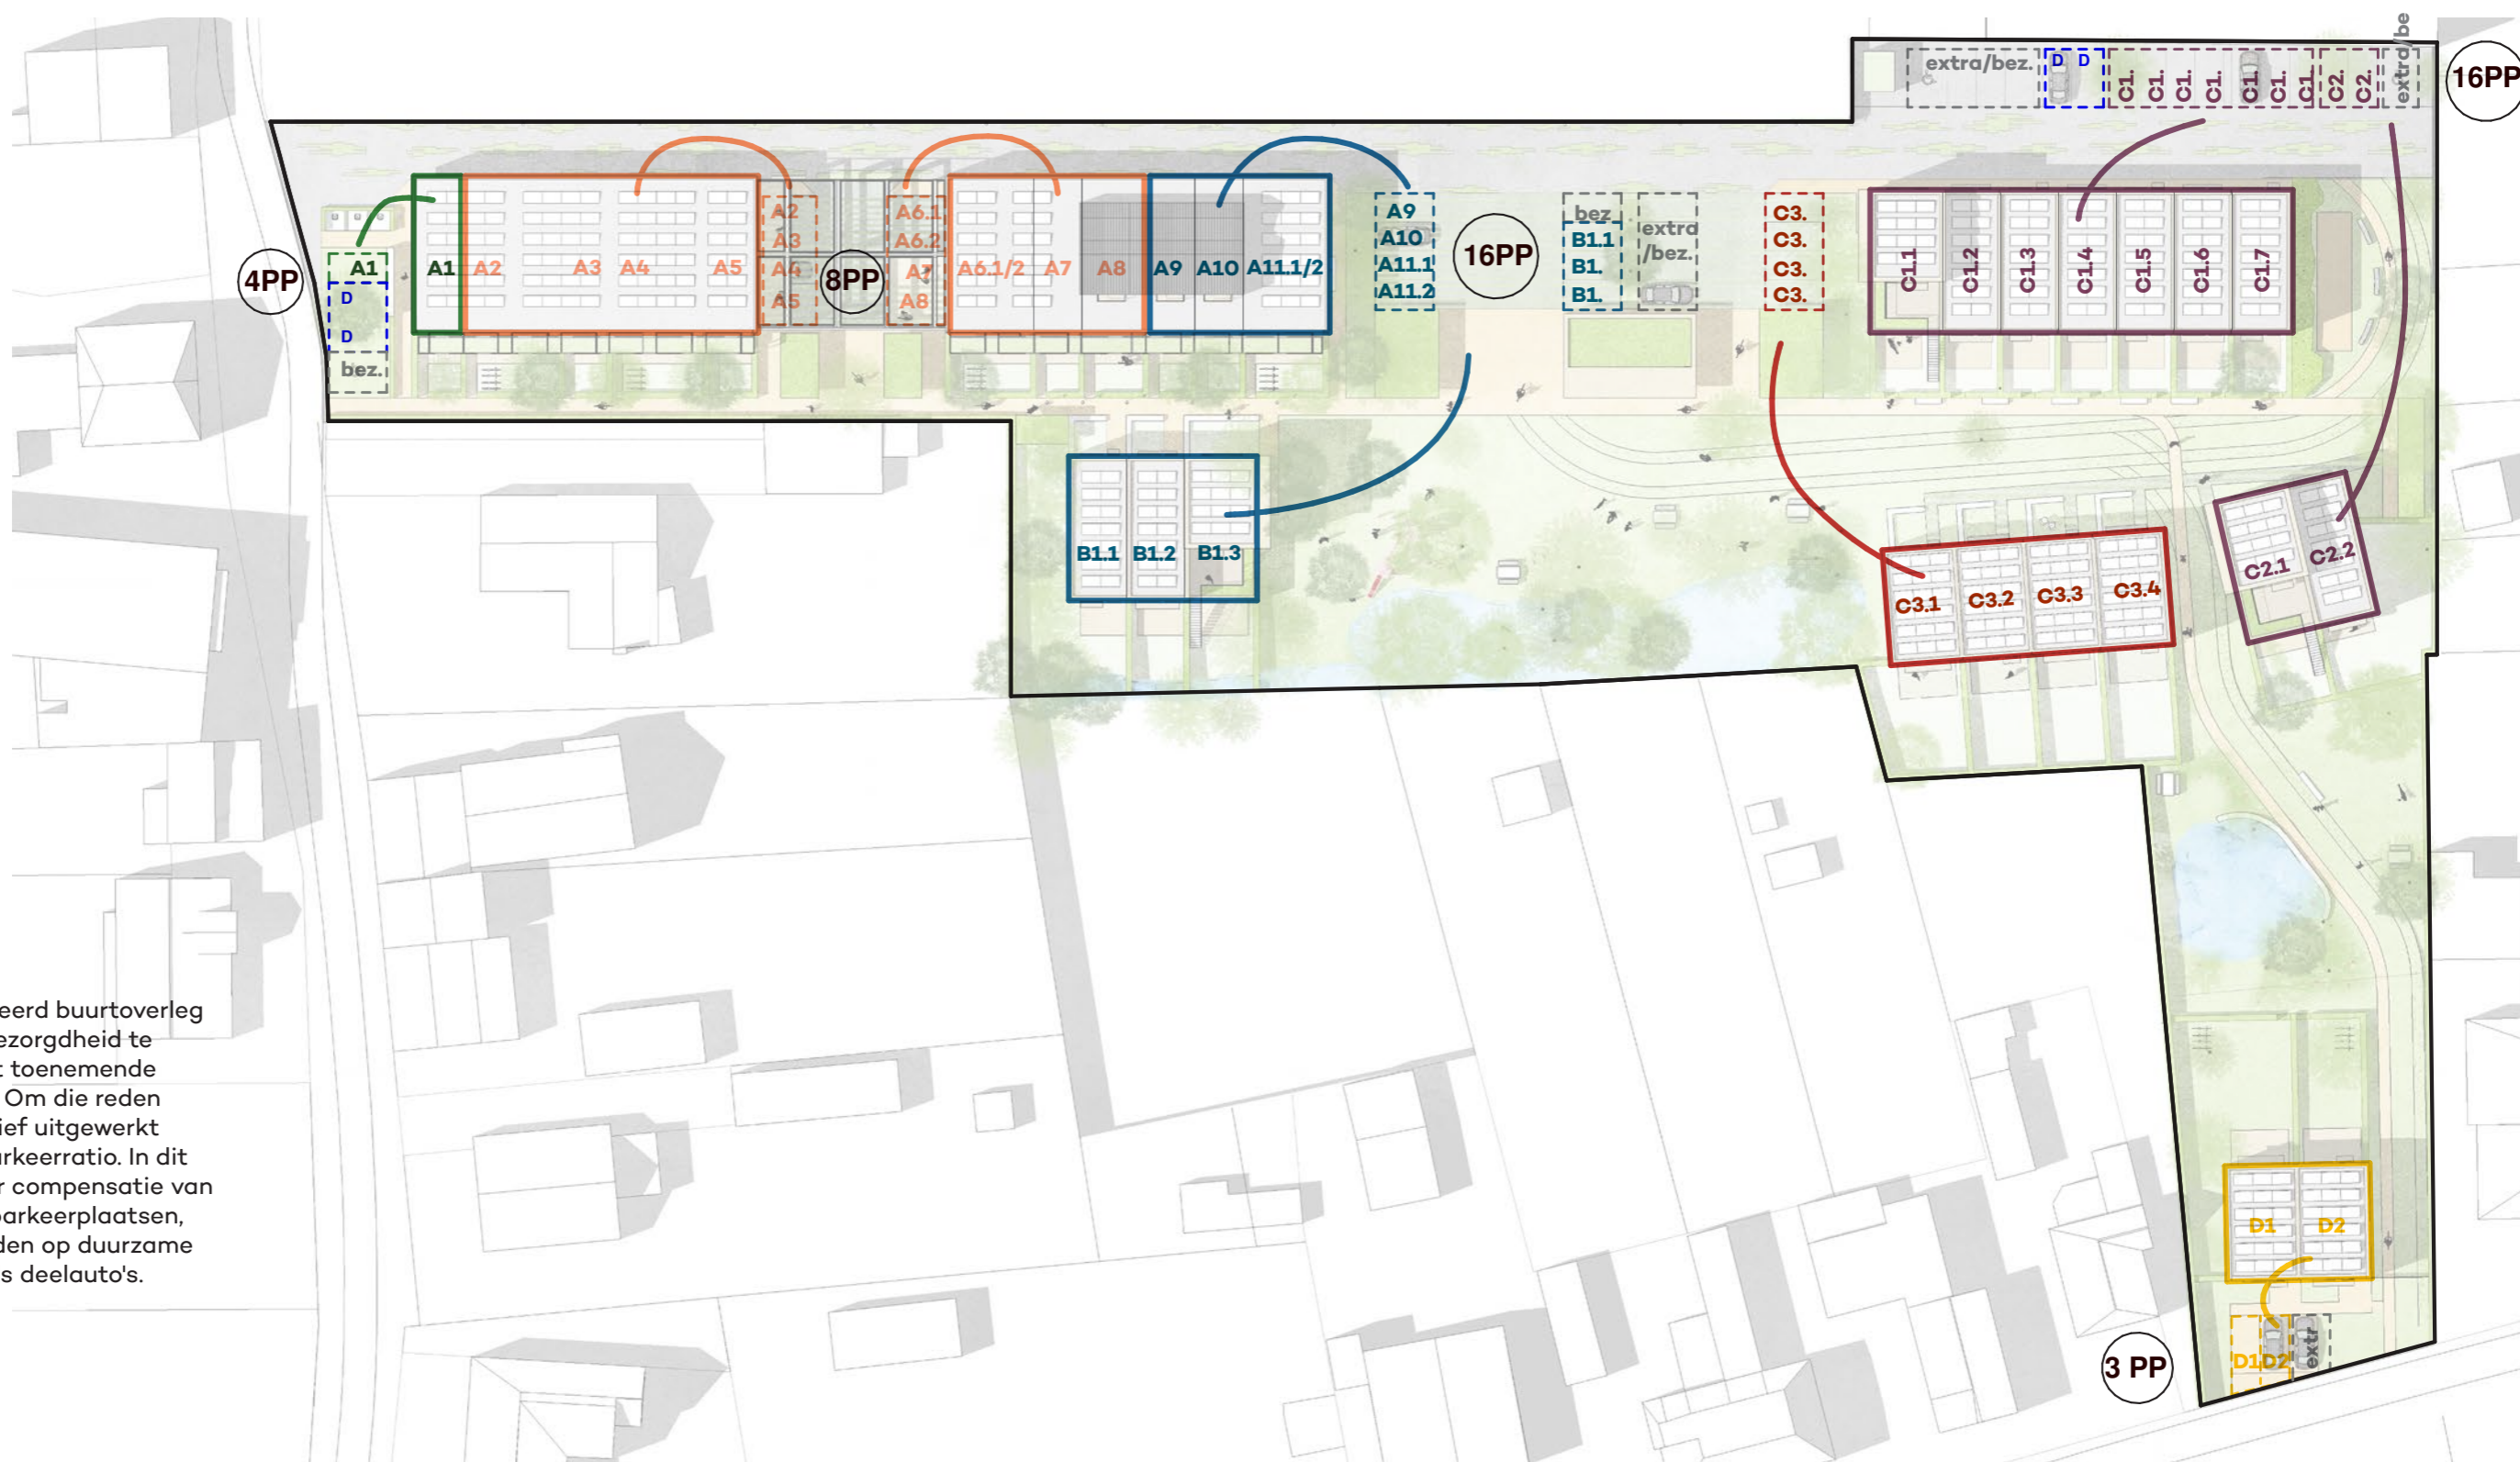 extra/bez.
D D
C1.
C1.
C1.
C1.
C1.
C1.
C1.
C2.
C2.
extra/be
16PP
4PP
A1
D
D
bez.
A1
A2
A3
A4
A5
A2
A3
A4
A5
8PP
A6.1
A6.2
A7
A8
A6.1/2
A7
A8
A9
A10
A11.1/2
A9
A10
A11.1
A11.2
16PP
bez.
B1.1
B1.
B1.
extra
/bez.
C3.
C3.
C3.
C3.
C1.1
C1.2
C1.3
C1.4
C1.5
C1.6
C1.7
B1.1
B1.2
B1.3
C3.1
C3.2
C3.3
C3.4
C2.1
C2.2
eerd buurtoverleg
ezorgdheid te
t toenemende
Om die reden
ief uitgewerkt
arkeerratio. In dit
r compensatie van
parkeerplaatsen,
den op duurzame
s deelauto's.
D1
D2
3 PP
D1
D2
extr